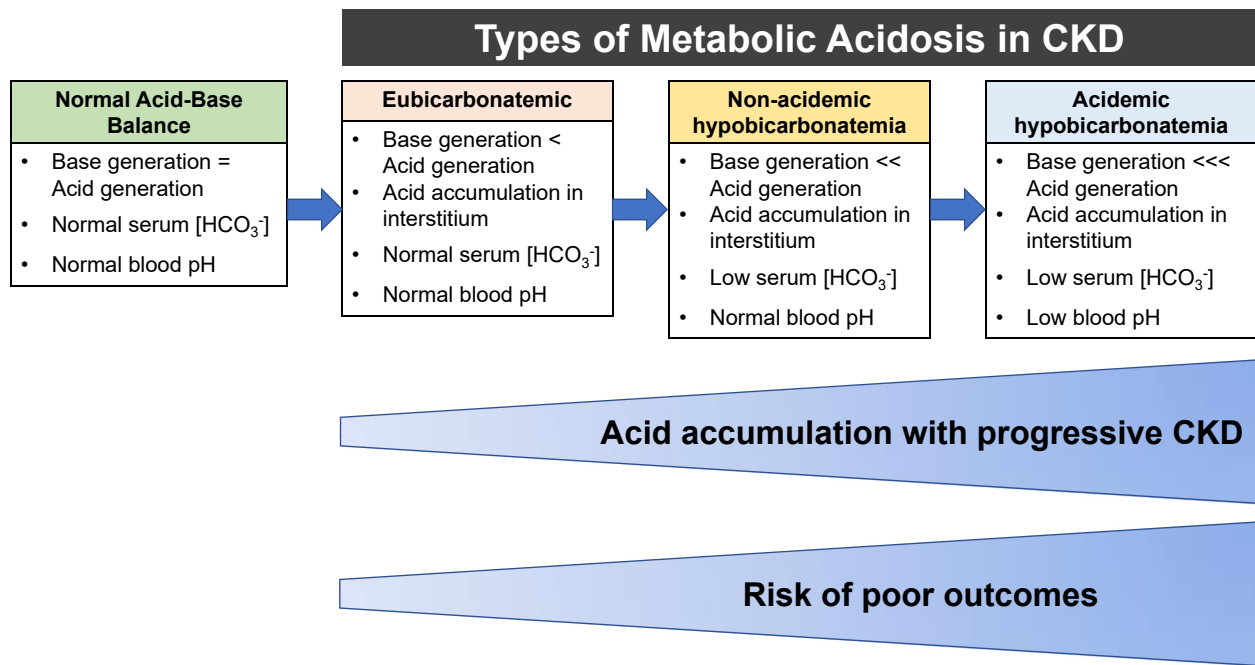 Types of Metabolic Acidosis in CKD
Normal Acid-Base
Balance
• Base generation =
Acid generation
• Normal serum [HCO₃⁻]
• Normal blood pH
Eubicarbonatemic
• Base generation <
Acid generation
• Acid accumulation in
interstitium
• Normal serum [HCO₃⁻]
• Normal blood pH
Non-acidemic
hypobicarbonatemia
• Base generation <<
Acid generation
• Acid accumulation in
interstitium
• Low serum [HCO₃⁻]
• Normal blood pH
Acidemic
hypobicarbonatemia
• Base generation <<<
Acid generation
• Acid accumulation in
interstitium
• Low serum [HCO₃⁻]
• Low blood pH
Acid accumulation with progressive CKD
Risk of poor outcomes